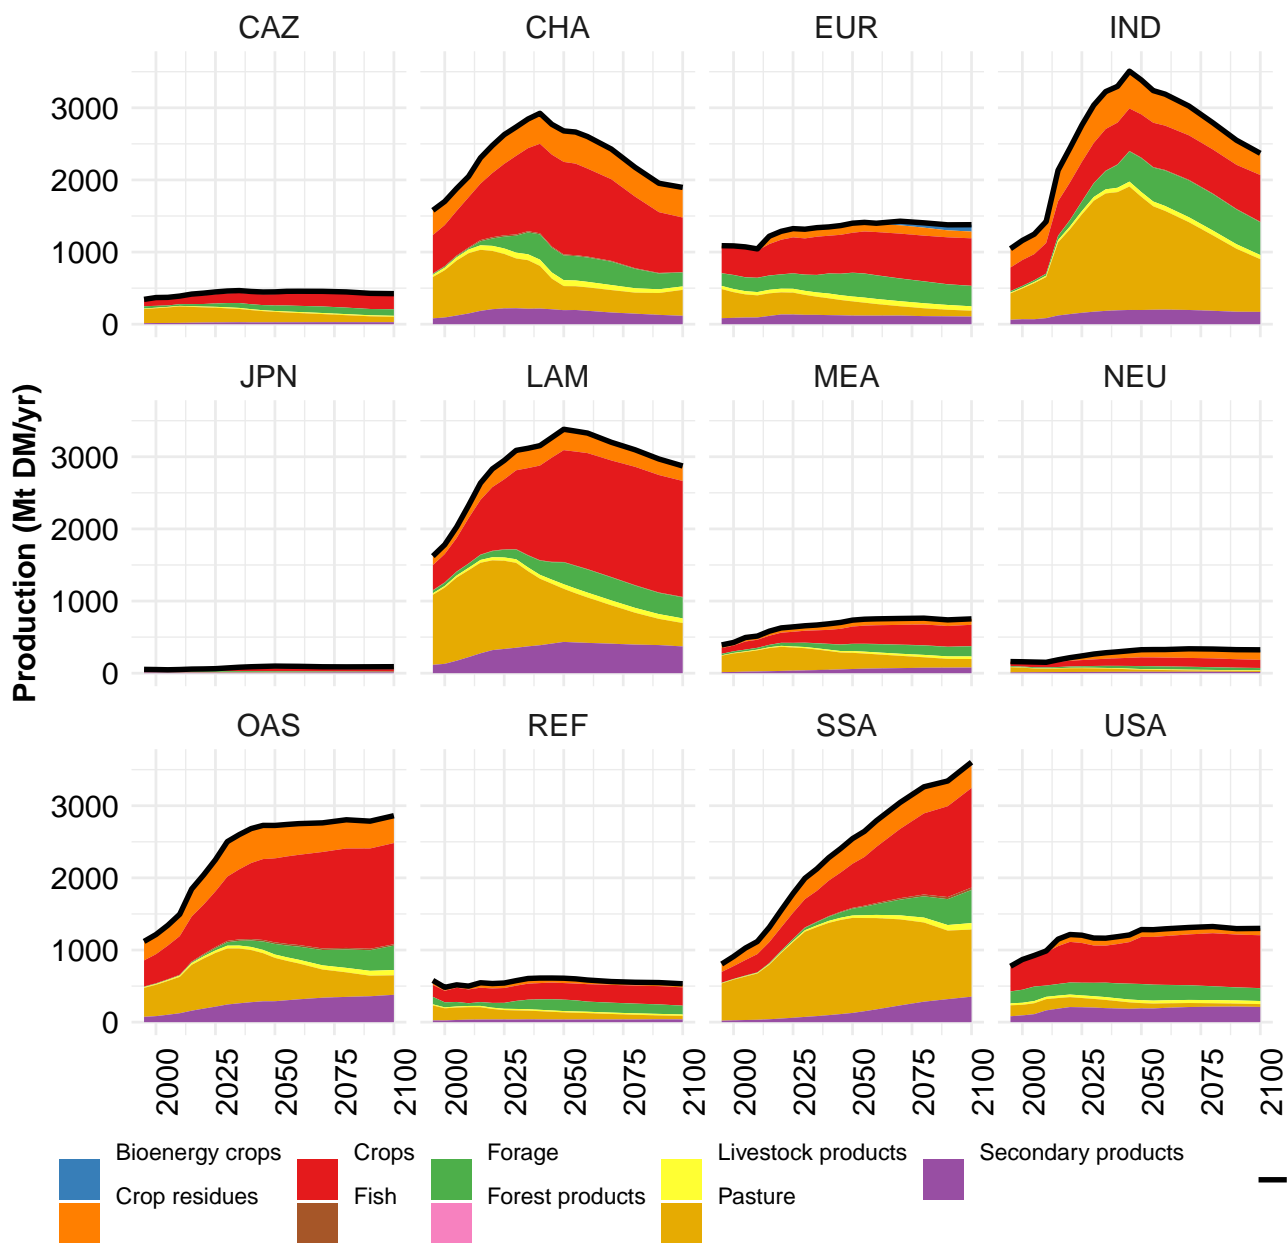 CAZ CHA EUR IND
3000
2000
1000
0
JPN LAM MEA NEU
3000
2000
1000
0
Production (Mt DM/yr)
OAS REF SSA USA
3000
2000
1000
0
2000 2025 2050 2075 2100 2000 2025 2050 2075 2100 2000 2025 2050 2075 2100 2000 2025 2050 2075 2100
Bioenergy crops Crops Forage Livestock products Secondary products
Crop residues Fish Forest products Pasture